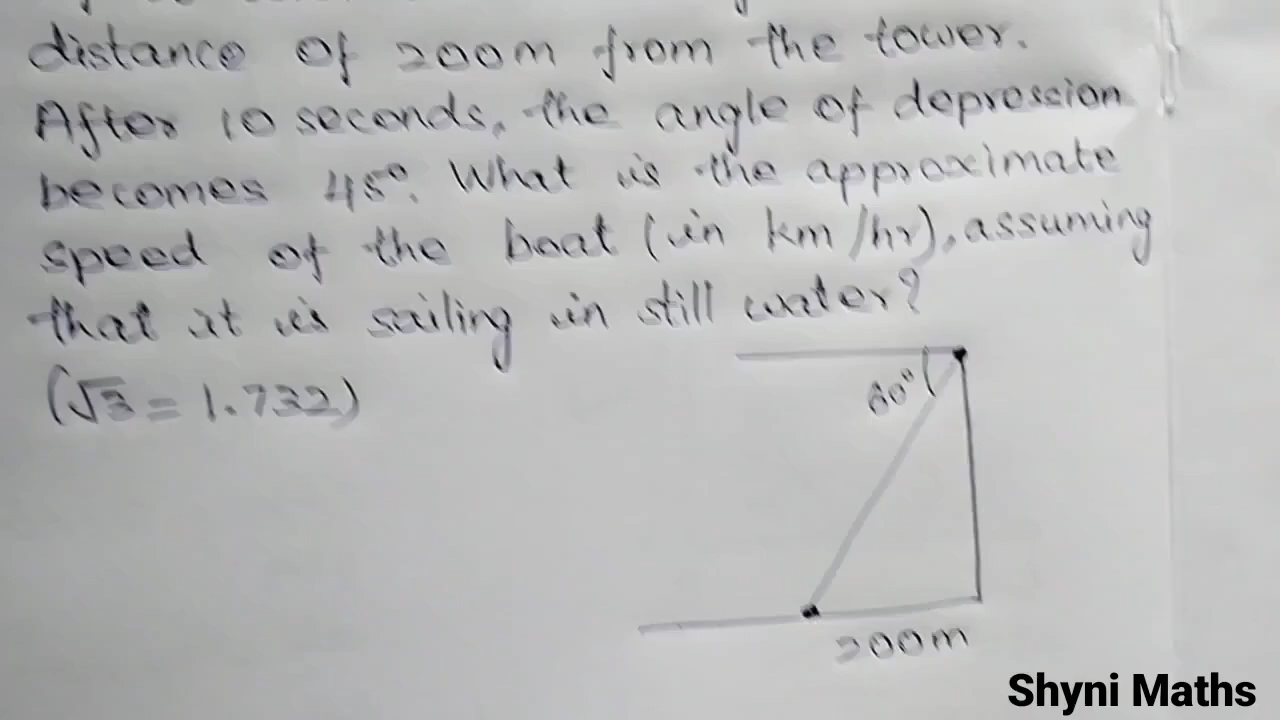 distance of 200m from the tower.
After 10 seconds, the angle of depression
becomes 45°. What is the approximate
speed of the boat (in km/hr), assuming
that it is sailing in still water?
(√3 = 1.732)
60°
200m
Shyni Maths